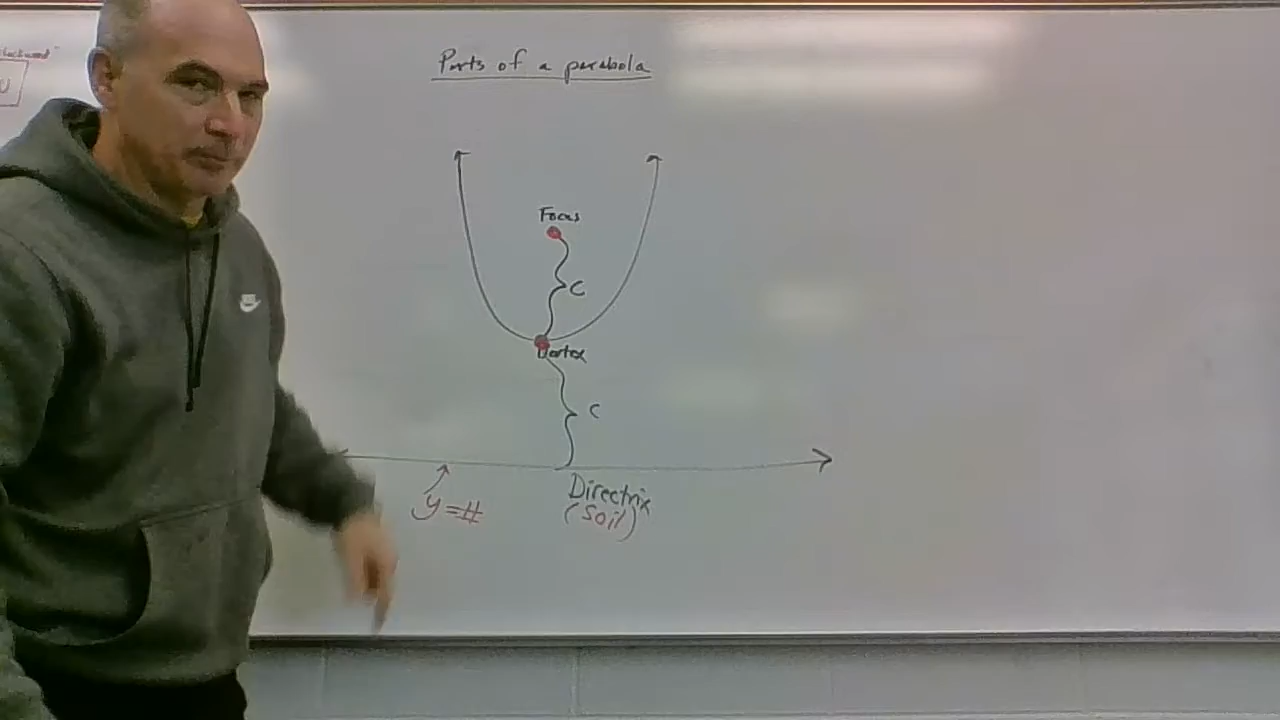 Parts of a parabola
Focus
C
Vertex
C
Directrix
(Soil)
y=#